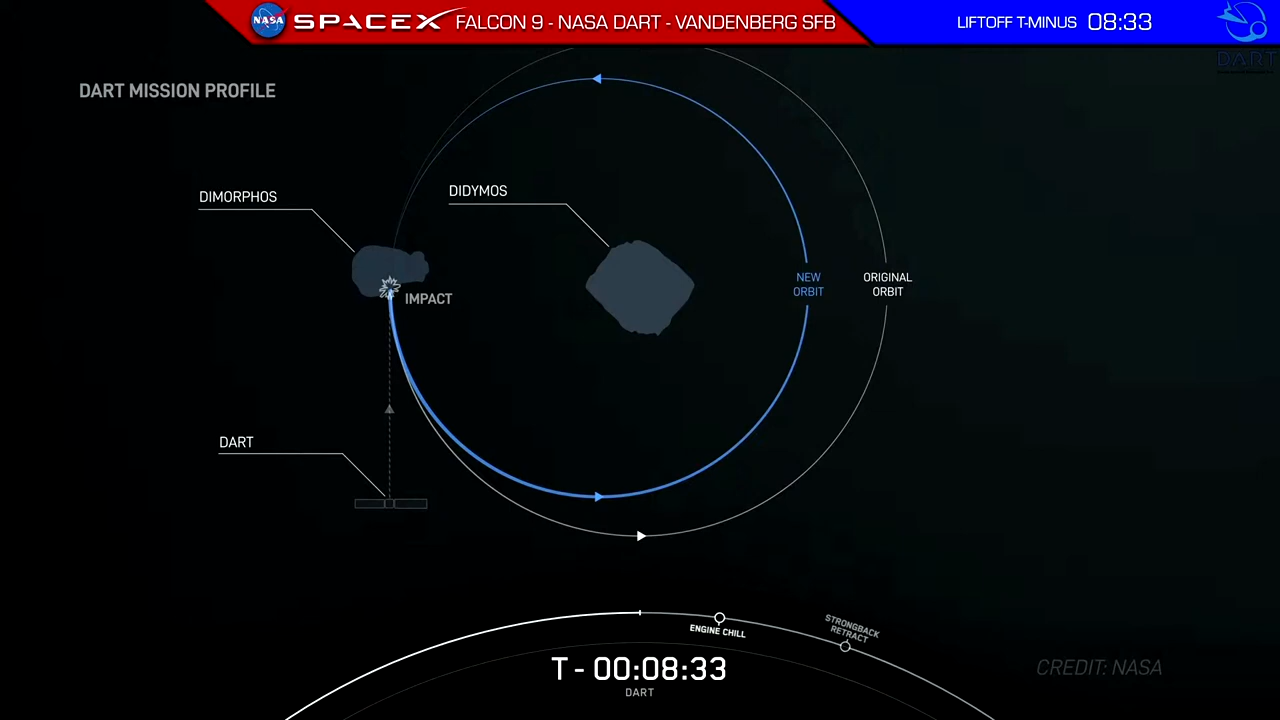 NASA SPACEX FALCON 9 - NASA DART - VANDENBERG SFB
LIFTOFF T-MINUS 08:33
DART
DART MISSION PROFILE
DIMORPHOS
DIDYMOS
IMPACT
NEW
ORBIT
ORIGINAL
ORBIT
DART
ENGINE CHILL
STRONGBACK
RETRACT
T - 00:08:33
DART
CREDIT: NASA